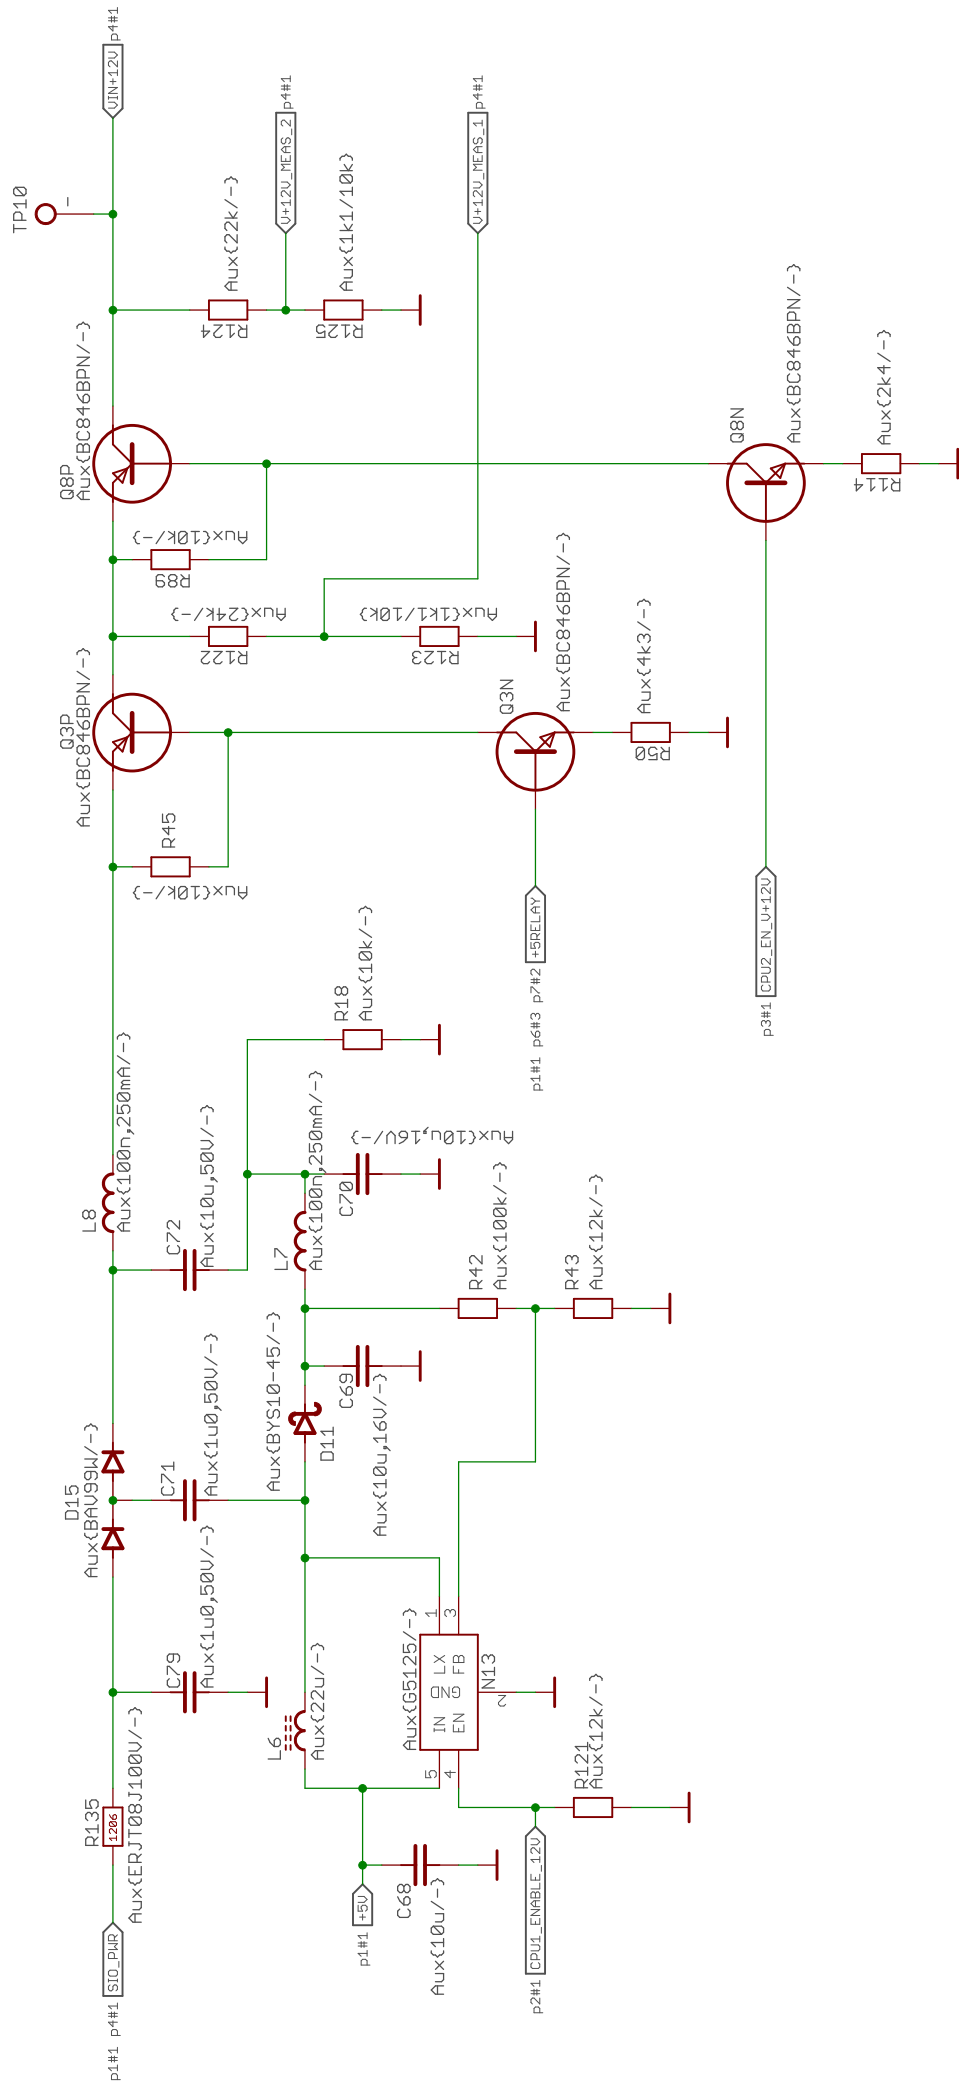 p1#1 p4#1 SIO_PWR
R135
1206
Aux{ERJT08J100V/-}
C79
Aux{1u0,50V/-}
D15
Aux{BAV99W/-}
C71
Aux{1u0,50V/-}
L8
Aux{100n,250mA/-}
C72
Aux{10u,50V/-}
R45
Aux{10k/-}
Q3P
Aux{BC846BPN/-}
R122
Aux{24k/-}
R123
Aux{1k1/10k}
R89
Aux{10k/-}
Q8P
Aux{BC846BPN/-}
R124
Aux{22k/-}
R125
Aux{1k1/10k}
TP10
-
VIN+12V p4#1
V+12V_MEAS_2 p4#1
V+12V_MEAS_1 p4#1
p1#1 +5V
C68
Aux{10u/-}
L6
Aux{22u/-}
D11
Aux{BYS10-45/-}
C69
Aux{10u,16V/-}
L7
Aux{100n,250mA/-}
C70
Aux{10u,16V/-}
R18
Aux{10k/-}
R42
Aux{100k/-}
R43
Aux{12k/-}
Aux{G5125/-}
N13
5 IN LX 1
4 EN FB 3
GND
2
p2#1 CPU1_ENABLE_12V
R121
Aux{12k/-}
p1#1 p6#3 p7#2 +5RELAY
Q3N
Aux{BC846BPN/-}
R50
Aux{4k3/-}
p3#1 CPU2_EN_V+12V
Q8N
Aux{BC846BPN/-}
R114
Aux{2k4/-}